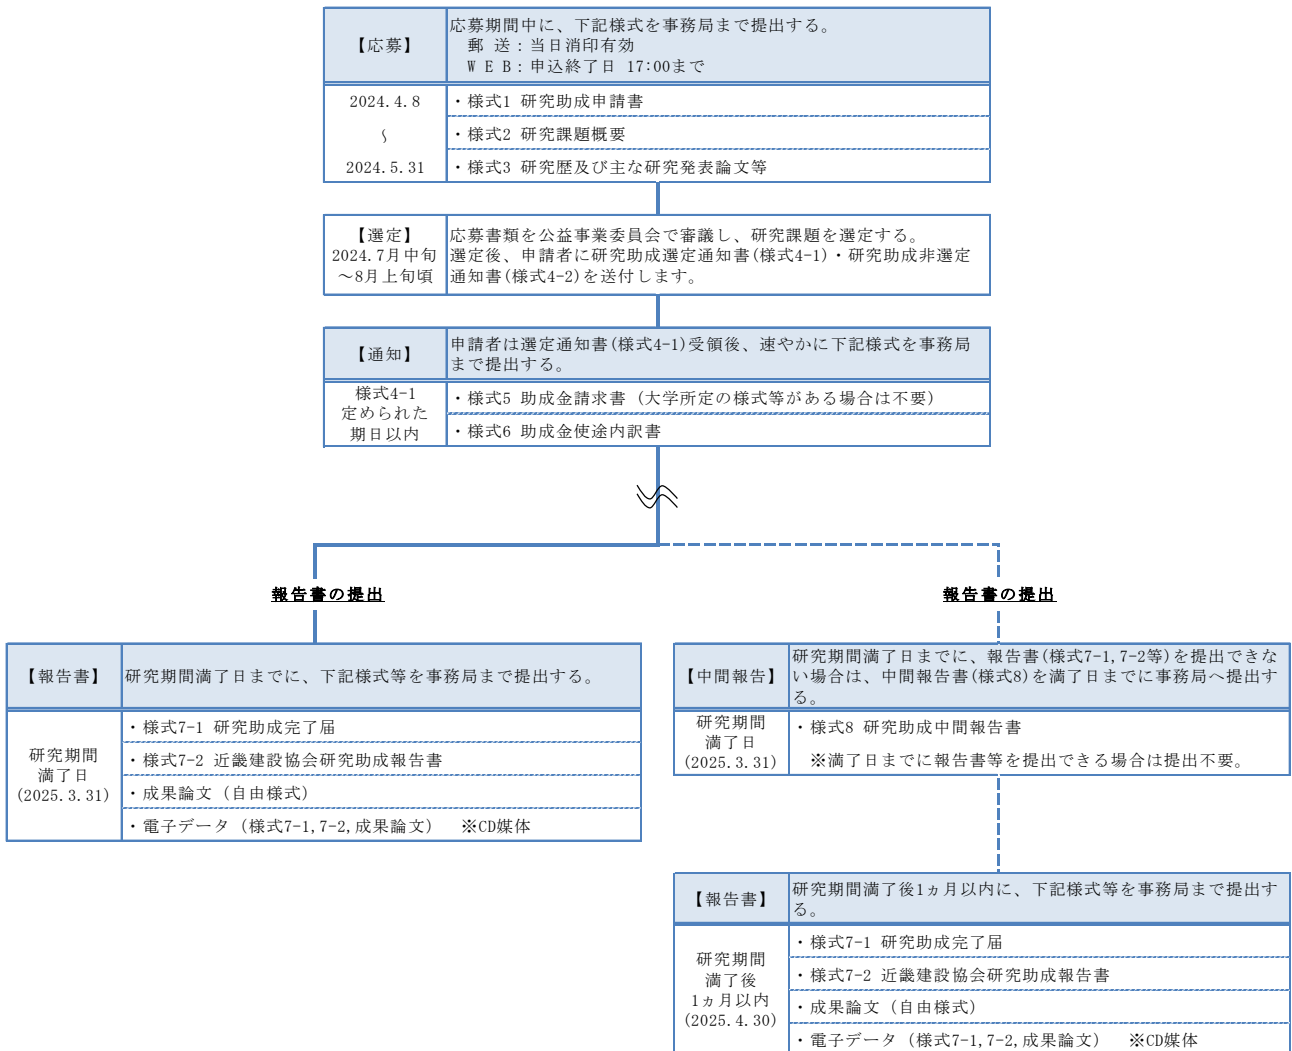 【応募】
応募期間中に、下記様式を事務局まで提出する。
郵 送：当日消印有効
W E B：申込終了日 17:00まで
2024.4.8
～
2024.5.31
・様式1 研究助成申請書
・様式2 研究課題概要
・様式3 研究歴及び主な研究発表論文等
【選定】
2024.7月中旬
～8月上旬頃
応募書類を公益事業委員会で審議し、研究課題を選定する。
選定後、申請者に研究助成選定通知書(様式4-1)・研究助成非選定
通知書(様式4-2)を送付します。
【通知】
申請者は選定通知書(様式4-1)受領後、速やかに下記様式を事務局
まで提出する。
様式4-1
定められた
期日以内
・様式5 助成金請求書（大学所定の様式等がある場合は不要）
・様式6 助成金使途内訳書
報告書の提出
報告書の提出
【報告書】
研究期間満了日までに、下記様式等を事務局まで提出する。
研究期間
満了日
(2025.3.31)
・様式7-1 研究助成完了届
・様式7-2 近畿建設協会研究助成報告書
・成果論文（自由様式）
・電子データ（様式7-1,7-2,成果論文） ※CD媒体
【中間報告】
研究期間満了日までに、報告書(様式7-1,7-2等)を提出できな
い場合は、中間報告書(様式8)を満了日までに事務局へ提出す
る。
研究期間
満了日
(2025.3.31)
・様式8 研究助成中間報告書
※満了日までに報告書等を提出できる場合は提出不要。
【報告書】
研究期間満了後1ヵ月以内に、下記様式等を事務局まで提出す
る。
研究期間
満了後
1ヵ月以内
(2025.4.30)
・様式7-1 研究助成完了届
・様式7-2 近畿建設協会研究助成報告書
・成果論文（自由様式）
・電子データ（様式7-1,7-2,成果論文） ※CD媒体